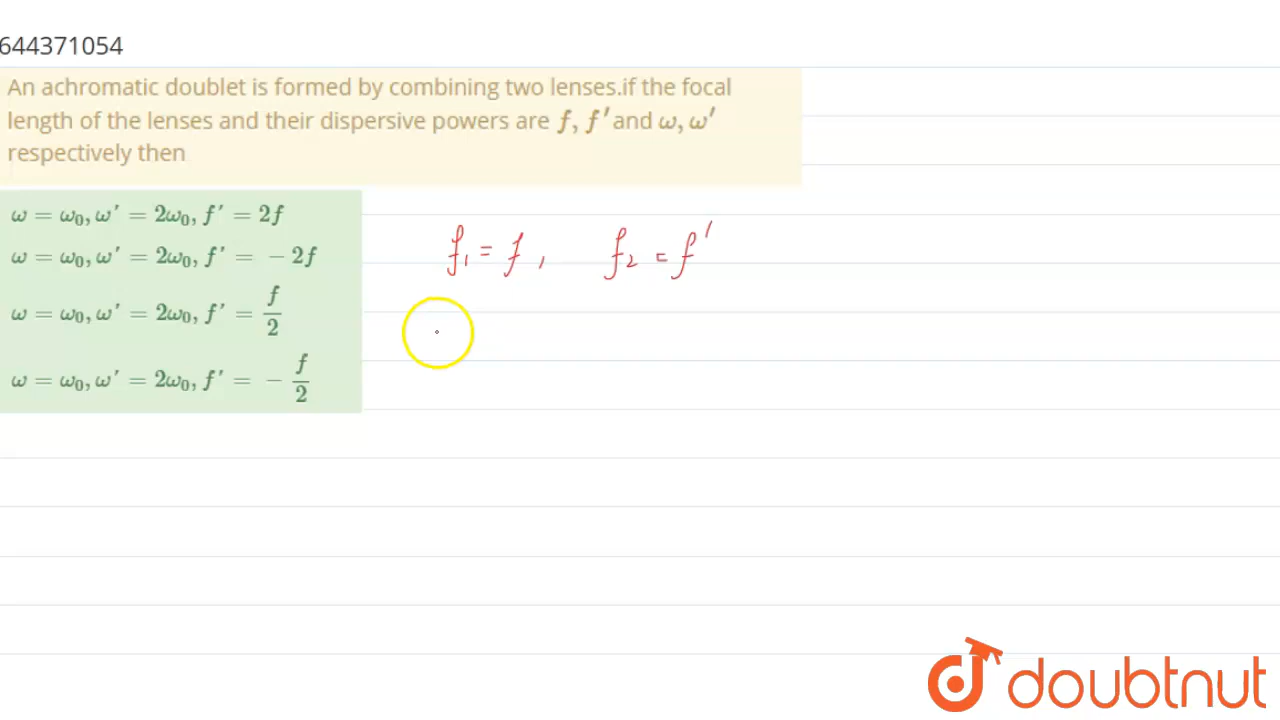 644371054
An achromatic doublet is formed by combining two lenses.if the focal
length of the lenses and their dispersive powers are f, f′and ω, ω′
respectively then
ω = ω₀, ω′ = 2ω₀, f′ = 2f
ω = ω₀, ω′ = 2ω₀, f′ = − 2f
ω = ω₀, ω′ = 2ω₀, f′ = f/2
ω = ω₀, ω′ = 2ω₀, f′ = − f/2
f₁ = f, f₂ = f′
doubtnut